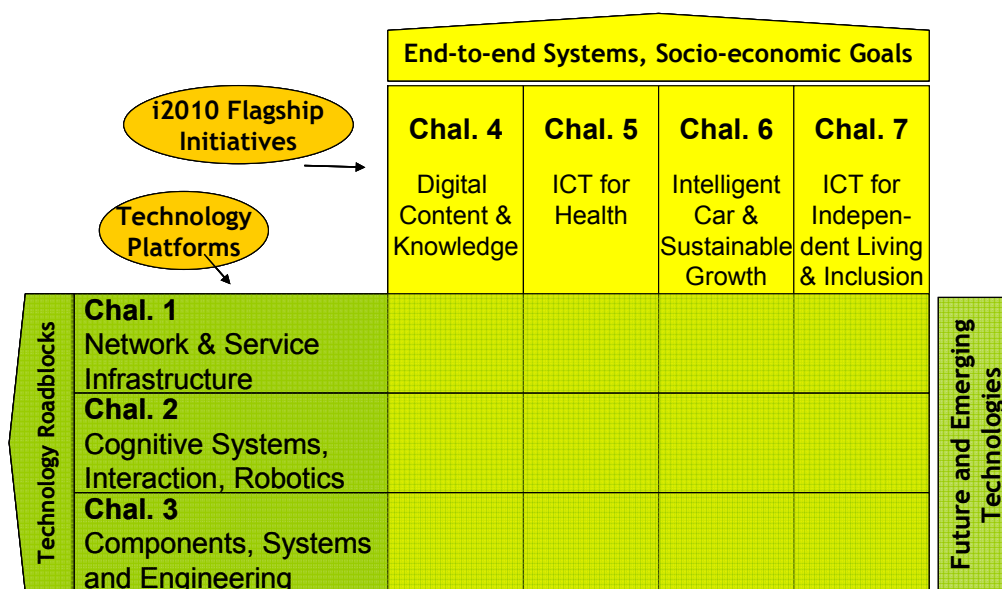 End-to-end Systems, Socio-economic Goals
i2010 Flagship
Initiatives
Technology
Platforms
Chal. 4
Digital
Content &
Knowledge
Chal. 5
ICT for
Health
Chal. 6
Intelligent
Car &
Sustainable
Growth
Chal. 7
ICT for
Indepen-
dent Living
& Inclusion
Technology Roadblocks
Chal. 1
Network & Service
Infrastructure
Chal. 2
Cognitive Systems,
Interaction, Robotics
Chal. 3
Components, Systems
and Engineering
Future and Emerging
Technologies